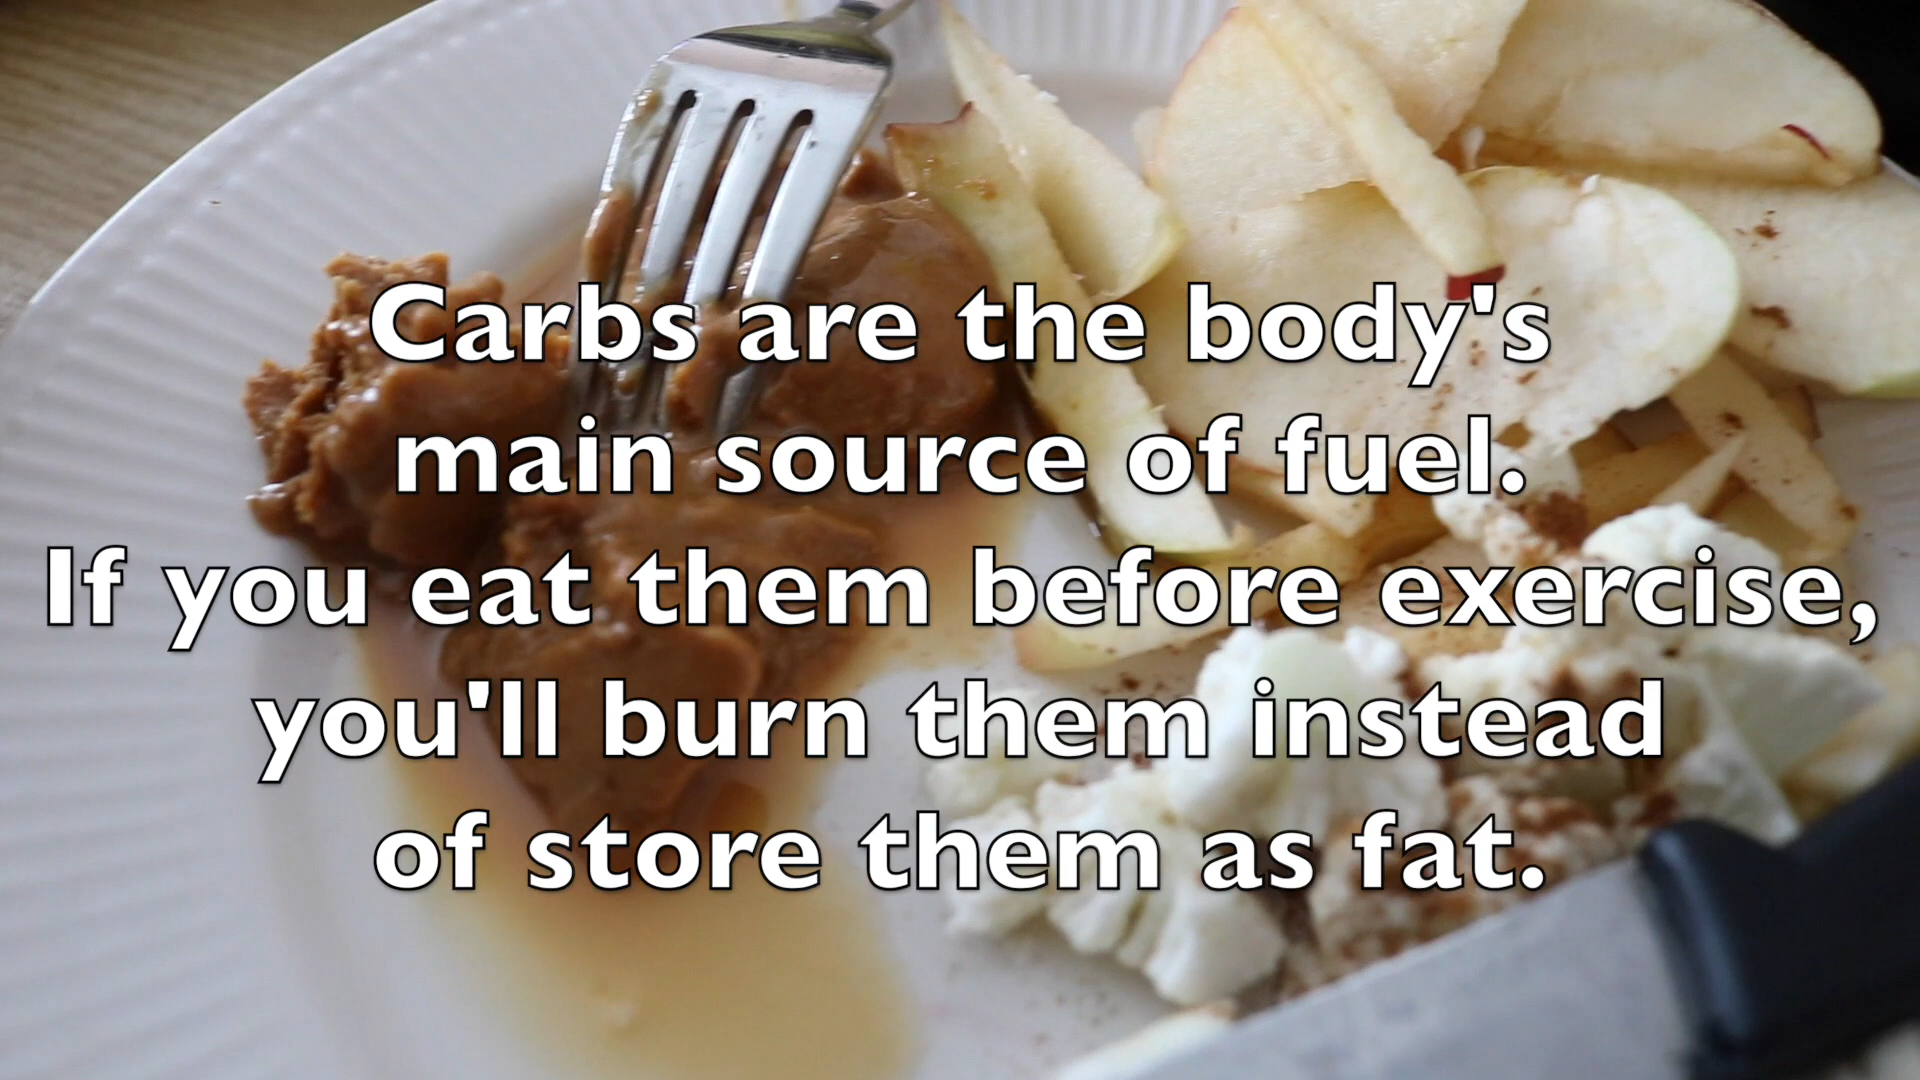 Carbs are the body's
main source of fuel.
If you eat them before exercise,
you'll burn them instead
of store them as fat.